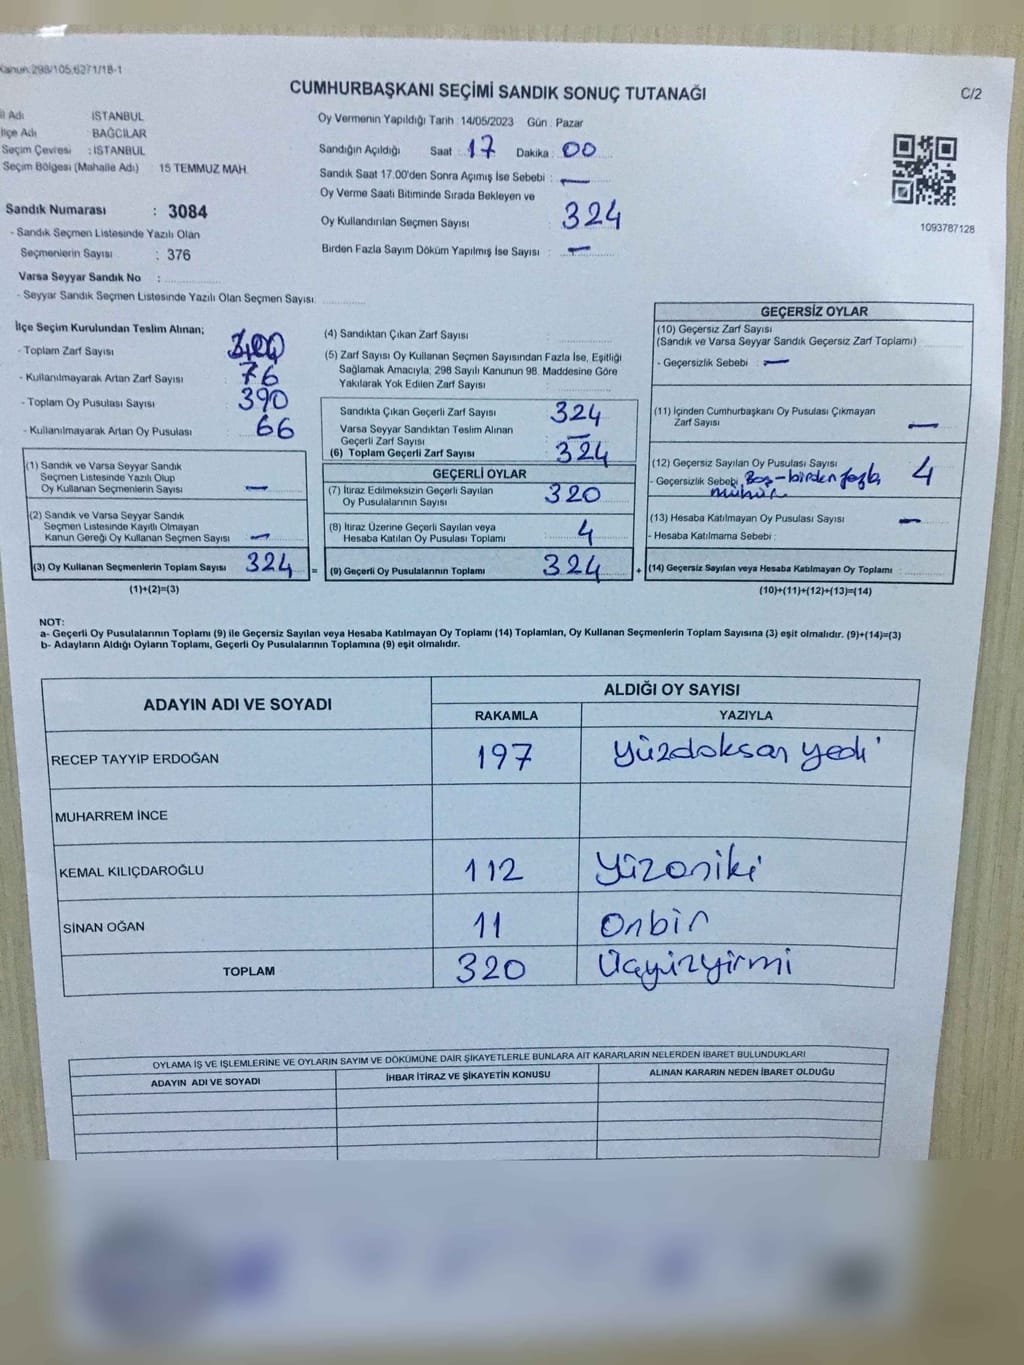 Kanun:298/105,6271/18-1
CUMHURBAŞKANI SEÇİMİ SANDIK SONUÇ TUTANAĞI
C/2
İl Adı : İSTANBUL
İlçe Adı : BAĞCILAR
Seçim Çevresi : İSTANBUL
Seçim Bölgesi (Mahalle Adı) : 15 TEMMUZ MAH.
Sandık Numarası : 3084
- Sandık Seçmen Listesinde Yazılı Olan
Seçmenlerin Sayısı : 376
Varsa Seyyar Sandık No :
- Seyyar Sandık Seçmen Listesinde Yazılı Olan Seçmen Sayısı:
Oy Vermenin Yapıldığı Tarih :14/05/2023 Gün : Pazar
Sandığın Açıldığı Saat : 17 Dakika : 00
Sandık Saat 17.00'den Sonra Açımış İse Sebebi : —
Oy Verme Saati Bitiminde Sırada Bekleyen ve
Oy Kullandırılan Seçmen Sayısı : 324
Birden Fazla Sayım Döküm Yapılmış İse Sayısı : —
1093787128
İlçe Seçim Kurulundan Teslim Alınan;
- Toplam Zarf Sayısı
- Kullanılmayarak Artan Zarf Sayısı 76
- Toplam Oy Pusulası Sayısı 390
- Kullanılmayarak Artan Oy Pusulası 66
(1) Sandık ve Varsa Seyyar Sandık
Seçmen Listesinde Yazılı Olup
Oy Kullanan Seçmenlerin Sayısı —
(2) Sandık ve Varsa Seyyar Sandık
Seçmen Listesinde Kayıtlı Olmayan
Kanun Gereği Oy Kullanan Seçmen Sayısı —
(3) Oy Kullanan Seçmenlerin Toplam Sayısı 324 =
(1)+(2)=(3)
(4) Sandıktan Çıkan Zarf Sayısı :
(5) Zarf Sayısı Oy Kullanan Seçmen Sayısından Fazla İse, Eşitliği
Sağlamak Amacıyla; 298 Sayılı Kanunun 98. Maddesine Göre
Yakılarak Yok Edilen Zarf Sayısı
Sandıkta Çıkan Geçerli Zarf Sayısı 324
Varsa Seyyar Sandıktan Teslim Alınan
Geçerli Zarf Sayısı —
(6) Toplam Geçerli Zarf Sayısı 324
GEÇERLİ OYLAR
(7) İtiraz Edilmeksizin Geçerli Sayılan
Oy Pusulalarının Sayısı 320
(8) İtiraz Üzerine Geçerli Sayılan veya
Hesaba Katılan Oy Pusulası Toplamı 4
(9) Geçerli Oy Pusulalarının Toplamı 324 +
GEÇERSİZ OYLAR
(10) Geçersiz Zarf Sayısı
(Sandık ve Varsa Seyyar Sandık Geçersiz Zarf Toplamı)
- Geçersizlik Sebebi : —
(11) İçinden Cumhurbaşkanı Oy Pusulası Çıkmayan
Zarf Sayısı —
(12) Geçersiz Sayılan Oy Pusulası Sayısı 4
- Geçersizlik Sebebi Boş-birden fazla
mühür
(13) Hesaba Katılmayan Oy Pusulası Sayısı —
- Hesaba Katılmama Sebebi :
(14) Geçersiz Sayılan veya Hesaba Katılmayan Oy Toplamı :
(10)+(11)+(12)+(13)=(14)
NOT:
a- Geçerli Oy Pusulalarının Toplamı (9) ile Geçersiz Sayılan veya Hesaba Katılmayan Oy Toplamı (14) Toplamları, Oy Kullanan Seçmenlerin Toplam Sayısına (3) eşit olmalıdır. (9)+(14)=(3)
b- Adayların Aldığı Oyların Toplamı, Geçerli Oy Pusulalarının Toplamına (9) eşit olmalıdır.
ADAYIN ADI VE SOYADI
ALDIĞI OY SAYISI
RAKAMLA YAZIYLA
RECEP TAYYİP ERDOĞAN 197 yüzdoksan yedi
MUHARREM İNCE
KEMAL KILIÇDAROĞLU 112 yüzoniki
SİNAN OĞAN 11 Onbir
TOPLAM 320 Üçyüzyirmi
OYLAMA İŞ VE İŞLEMLERİNE VE OYLARIN SAYIM VE DÖKÜMÜNE DAİR ŞİKAYETLERLE BUNLARA AİT KARARLARIN NELERDEN İBARET BULUNDUKLARI
ADAYIN ADI VE SOYADI İHBAR İTİRAZ VE ŞİKAYETİN KONUSU ALINAN KARARIN NEDEN İBARET OLDUĞU